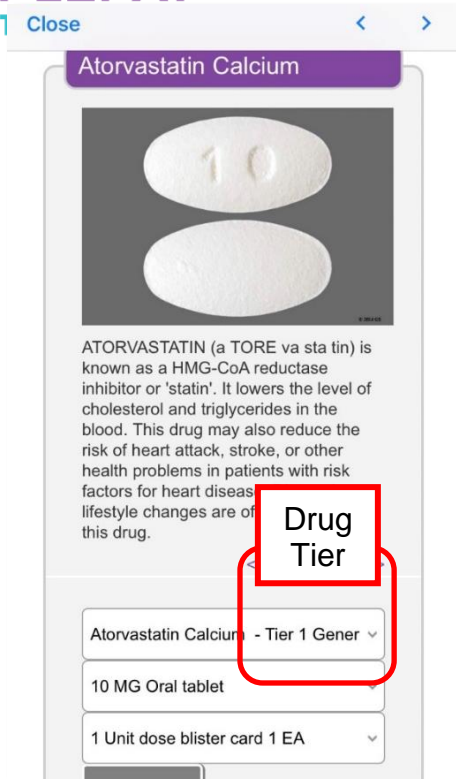 Close < >
Atorvastatin Calcium
10
ATORVASTATIN (a TORE va sta tin) is
known as a HMG-CoA reductase
inhibitor or 'statin'. It lowers the level of
cholesterol and triglycerides in the
blood. This drug may also reduce the
risk of heart attack, stroke, or other
health problems in patients with risk
factors for heart
lifestyle changes are
this drug.
Drug
Tier
Atorvastatin Calcium - Tier 1 Gener
10 MG Oral tablet
1 Unit dose blister card 1 EA